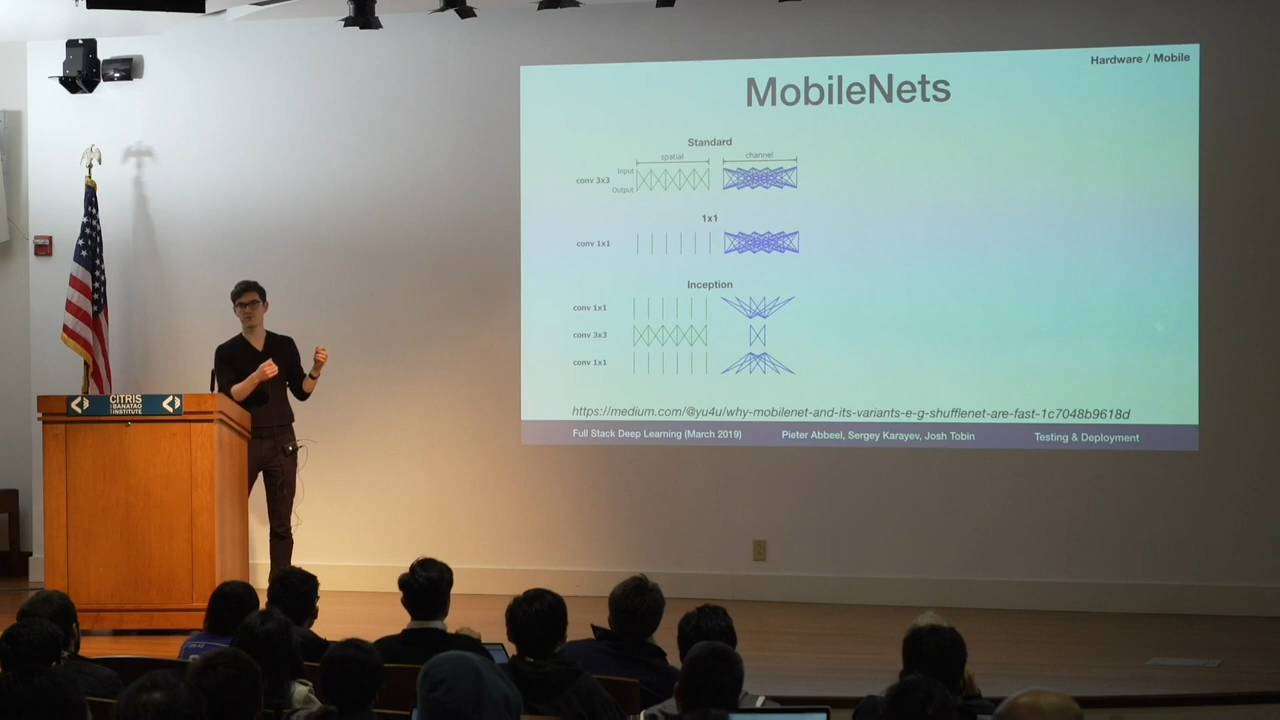 Hardware / Mobile
MobileNets
Standard
spatial
channel
Input
conv 3x3
Output
1x1
conv 1x1
Inception
conv 1x1
conv 3x3
conv 1x1
https://medium.com/@yu4u/why-mobilenet-and-its-variants-e-g-shufflenet-are-fast-1c7048b9618d
Full Stack Deep Learning (March 2019)
Pieter Abbeel, Sergey Karayev, Josh Tobin
Testing & Deployment
CITRIS
BANATAO
INSTITUTE